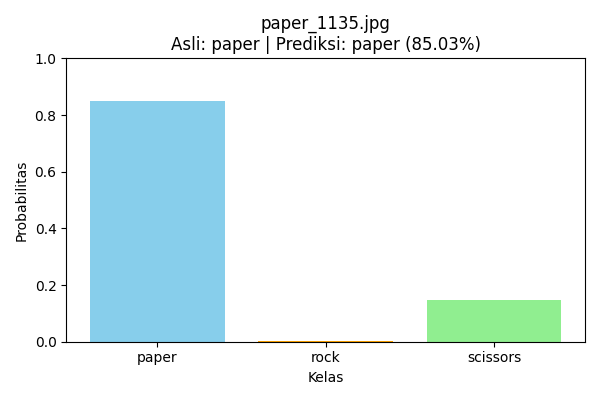 paper_1135.jpg
Asli: paper | Prediksi: paper (85.03%)
1.0
0.8
0.6
0.4
0.2
0.0
Probabilitas
paper rock scissors
Kelas